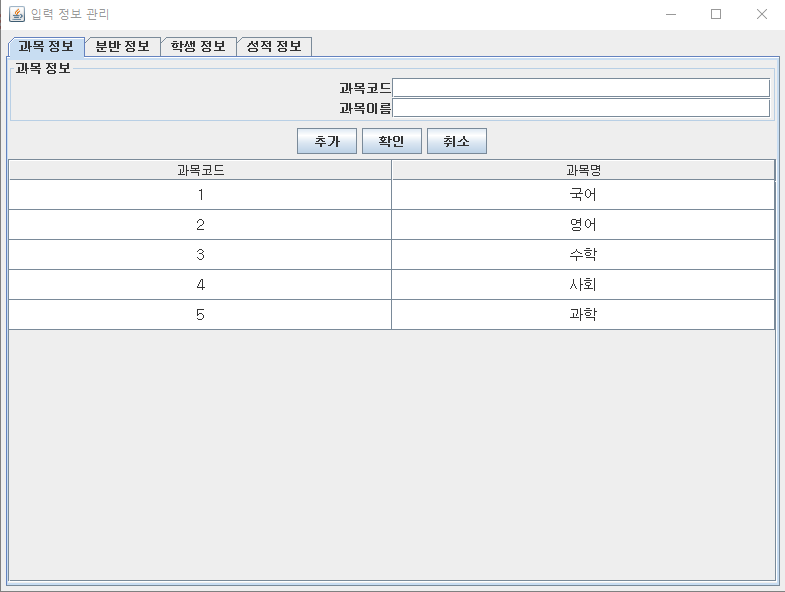 입력 정보 관리
과목 정보 분반 정보 학생 정보 성적 정보
과목 정보
과목코드
과목이름
추가 확인 취소
과목코드 과목명
1 국어
2 영어
3 수학
4 사회
5 과학